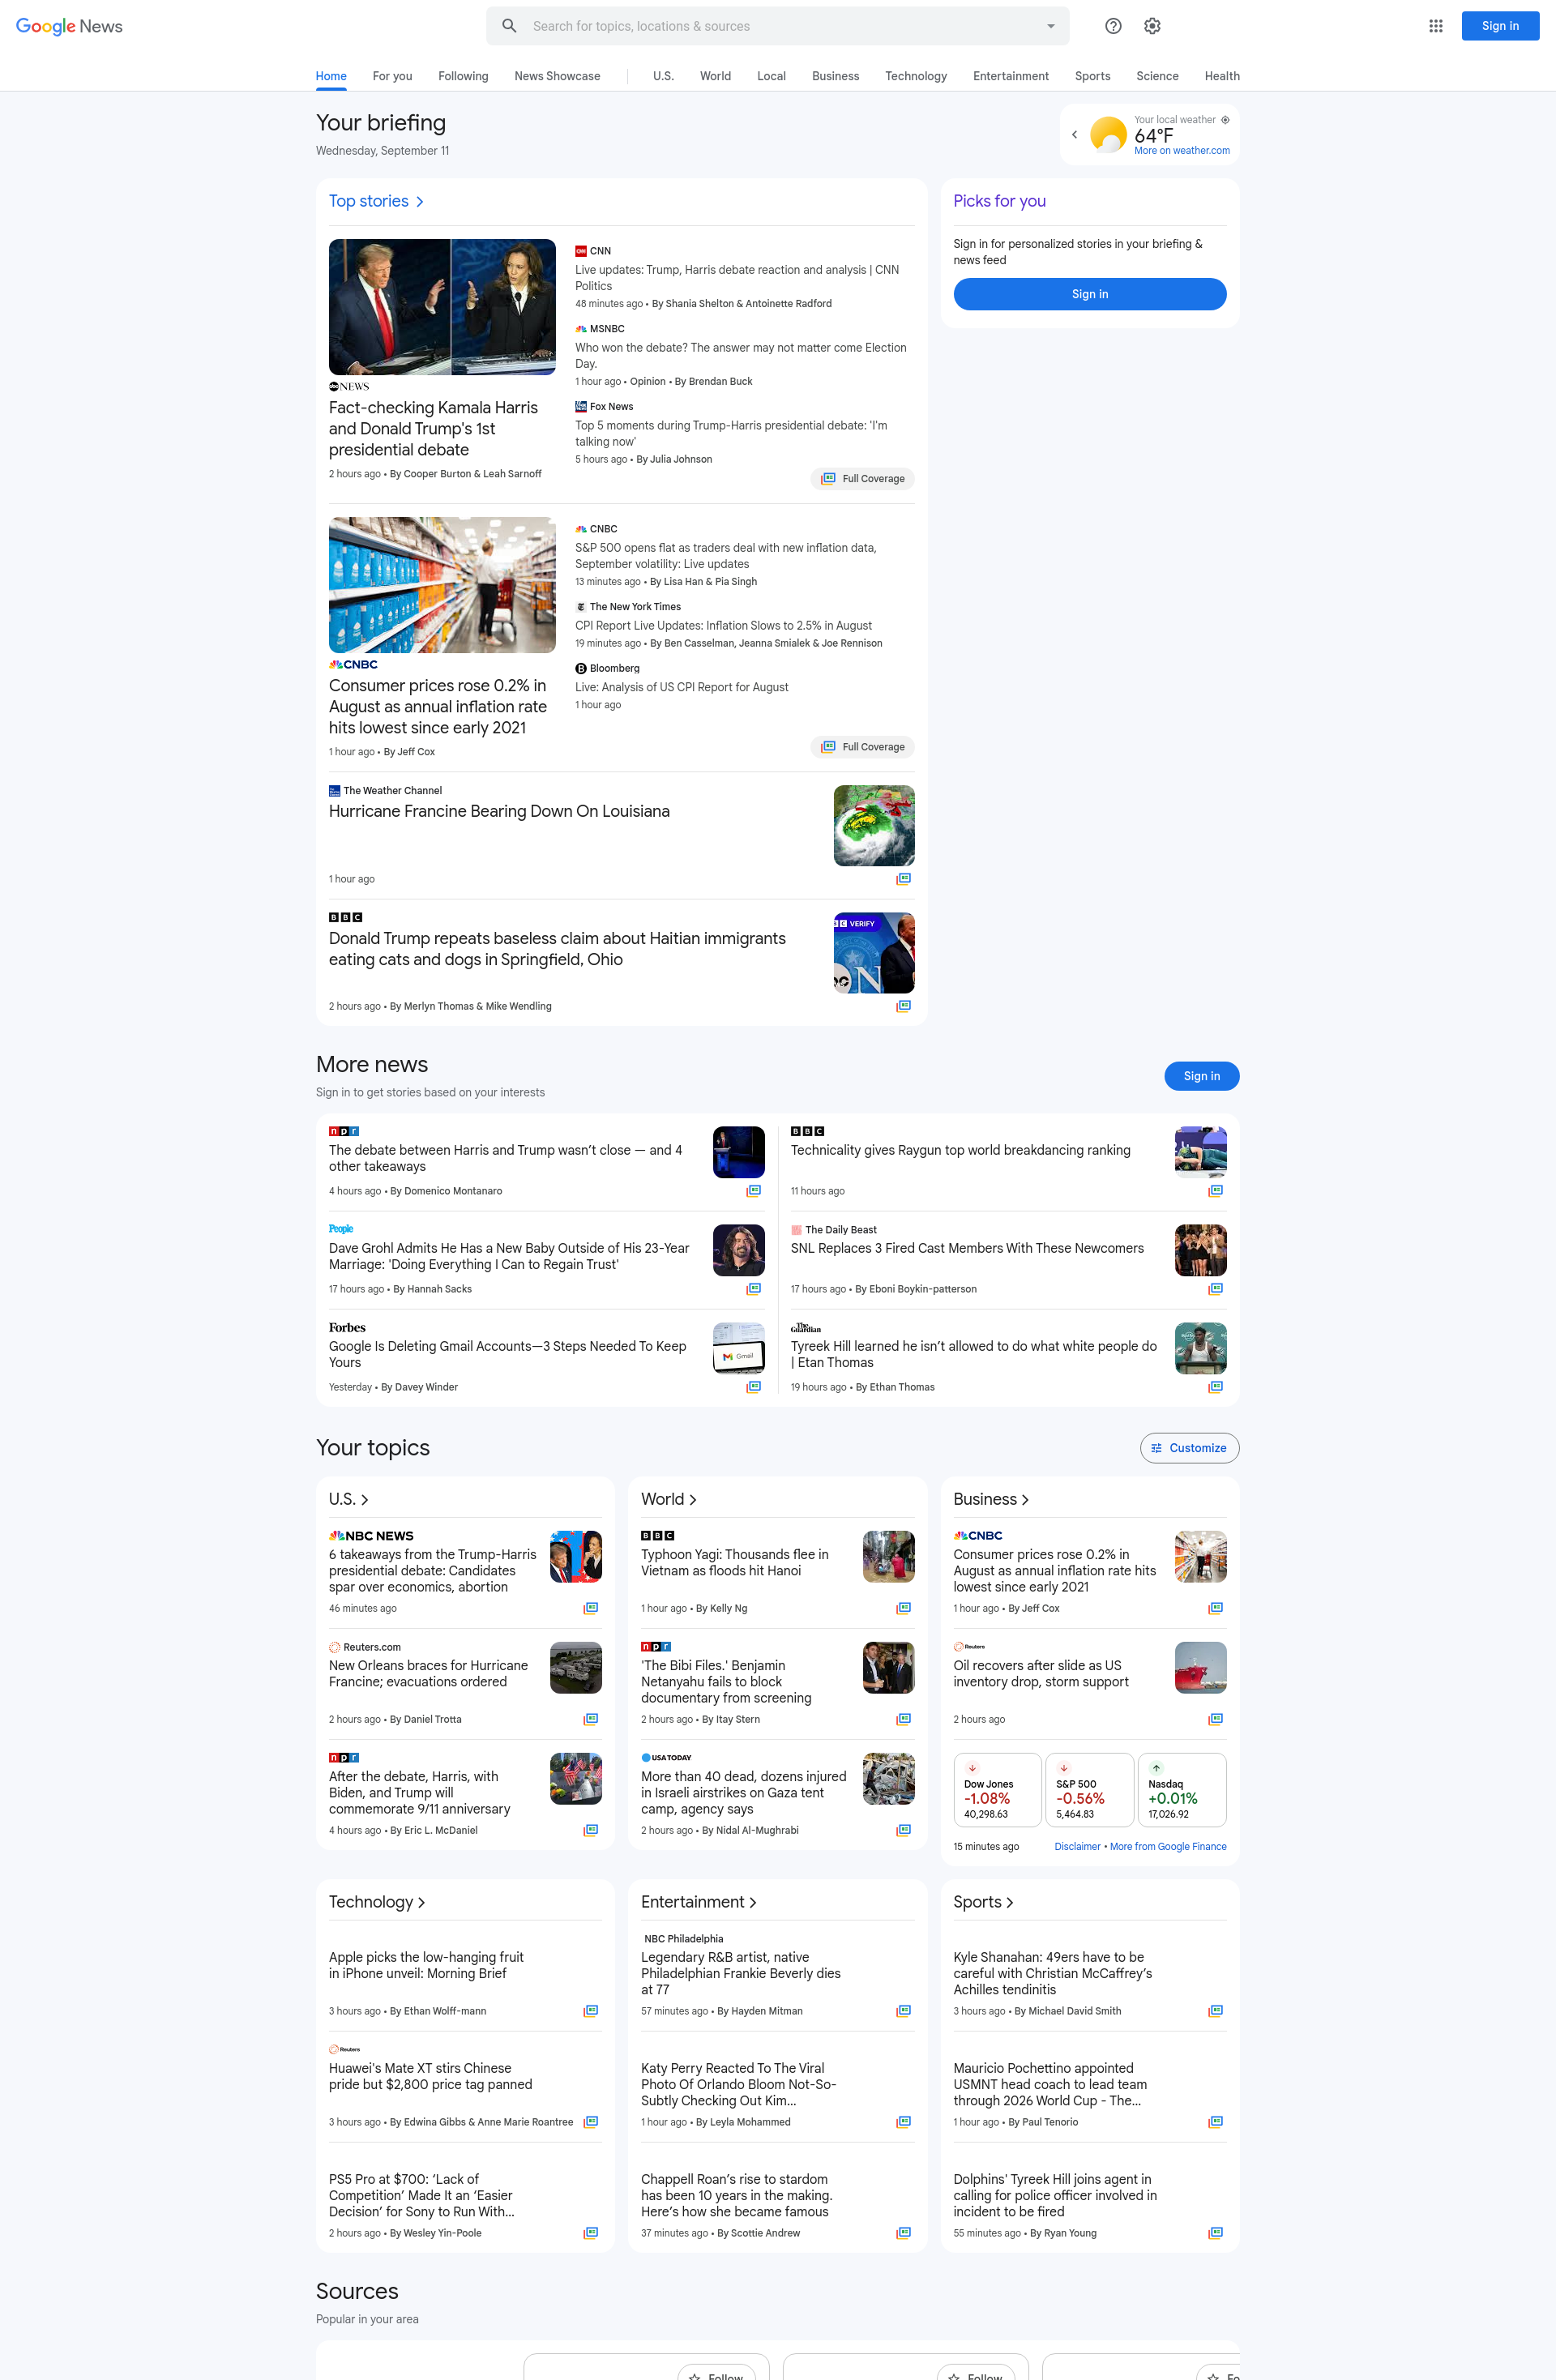 Google News
Search for topics, locations & sources
Sign in
Home
For you
Following
News Showcase
U.S.
World
Local
Business
Technology
Entertainment
Sports
Science
Health
Your briefing
Wednesday, September 11
Your local weather
64°F
More on weather.com
Top stories
NEWS
Fact-checking Kamala Harris
and Donald Trump's 1st
presidential debate
2 hours ago • By Cooper Burton & Leah Sarnoff
CNN
Live updates: Trump, Harris debate reaction and analysis | CNN
Politics
48 minutes ago • By Shania Shelton & Antoinette Radford
MSNBC
Who won the debate? The answer may not matter come Election
Day.
1 hour ago • Opinion • By Brendan Buck
Fox News
Top 5 moments during Trump-Harris presidential debate: 'I'm
talking now'
5 hours ago • By Julia Johnson
Full Coverage
Picks for you
Sign in for personalized stories in your briefing &
news feed
Sign in
CNBC
Consumer prices rose 0.2% in
August as annual inflation rate
hits lowest since early 2021
1 hour ago • By Jeff Cox
CNBC
S&P 500 opens flat as traders deal with new inflation data,
September volatility: Live updates
13 minutes ago • By Lisa Han & Pia Singh
The New York Times
CPI Report Live Updates: Inflation Slows to 2.5% in August
19 minutes ago • By Ben Casselman, Jeanna Smialek & Joe Rennison
Bloomberg
Live: Analysis of US CPI Report for August
1 hour ago
Full Coverage
The Weather Channel
Hurricane Francine Bearing Down On Louisiana
1 hour ago
BBC
Donald Trump repeats baseless claim about Haitian immigrants
eating cats and dogs in Springfield, Ohio
2 hours ago • By Merlyn Thomas & Mike Wendling
VERIFY
More news
Sign in to get stories based on your interests
Sign in
npr
The debate between Harris and Trump wasn’t close — and 4
other takeaways
4 hours ago • By Domenico Montanaro
BBC
Technicality gives Raygun top world breakdancing ranking
11 hours ago
People
Dave Grohl Admits He Has a New Baby Outside of His 23-Year
Marriage: 'Doing Everything I Can to Regain Trust'
17 hours ago • By Hannah Sacks
The Daily Beast
SNL Replaces 3 Fired Cast Members With These Newcomers
17 hours ago • By Eboni Boykin-patterson
Forbes
Google Is Deleting Gmail Accounts—3 Steps Needed To Keep
Yours
Yesterday • By Davey Winder
Gmail
The Guardian
Tyreek Hill learned he isn’t allowed to do what white people do
| Etan Thomas
19 hours ago • By Ethan Thomas
Your topics
Customize
U.S.
NBC NEWS
6 takeaways from the Trump-Harris
presidential debate: Candidates
spar over economics, abortion
46 minutes ago
Reuters.com
New Orleans braces for Hurricane
Francine; evacuations ordered
2 hours ago • By Daniel Trotta
npr
After the debate, Harris, with
Biden, and Trump will
commemorate 9/11 anniversary
4 hours ago • By Eric L. McDaniel
World
BBC
Typhoon Yagi: Thousands flee in
Vietnam as floods hit Hanoi
1 hour ago • By Kelly Ng
npr
'The Bibi Files.' Benjamin
Netanyahu fails to block
documentary from screening
2 hours ago • By Itay Stern
USA TODAY
More than 40 dead, dozens injured
in Israeli airstrikes on Gaza tent
camp, agency says
2 hours ago • By Nidal Al-Mughrabi
Business
CNBC
Consumer prices rose 0.2% in
August as annual inflation rate hits
lowest since early 2021
1 hour ago • By Jeff Cox
Reuters
Oil recovers after slide as US
inventory drop, storm support
2 hours ago
Dow Jones
-1.08%
40,298.63
S&P 500
-0.56%
5,464.83
Nasdaq
+0.01%
17,026.92
15 minutes ago
Disclaimer • More from Google Finance
Technology
Apple picks the low-hanging fruit
in iPhone unveil: Morning Brief
3 hours ago • By Ethan Wolff-mann
Reuters
Huawei's Mate XT stirs Chinese
pride but $2,800 price tag panned
3 hours ago • By Edwina Gibbs & Anne Marie Roantree
PS5 Pro at $700: ‘Lack of
Competition’ Made It an ‘Easier
Decision’ for Sony to Run With...
2 hours ago • By Wesley Yin-Poole
Entertainment
NBC Philadelphia
Legendary R&B artist, native
Philadelphian Frankie Beverly dies
at 77
57 minutes ago • By Hayden Mitman
Katy Perry Reacted To The Viral
Photo Of Orlando Bloom Not-So-
Subtly Checking Out Kim...
1 hour ago • By Leyla Mohammed
Chappell Roan’s rise to stardom
has been 10 years in the making.
Here’s how she became famous
37 minutes ago • By Scottie Andrew
Sports
Kyle Shanahan: 49ers have to be
careful with Christian McCaffrey’s
Achilles tendinitis
3 hours ago • By Michael David Smith
Mauricio Pochettino appointed
USMNT head coach to lead team
through 2026 World Cup - The...
1 hour ago • By Paul Tenorio
Dolphins' Tyreek Hill joins agent in
calling for police officer involved in
incident to be fired
55 minutes ago • By Ryan Young
Sources
Popular in your area
Follow
Follow
Fo